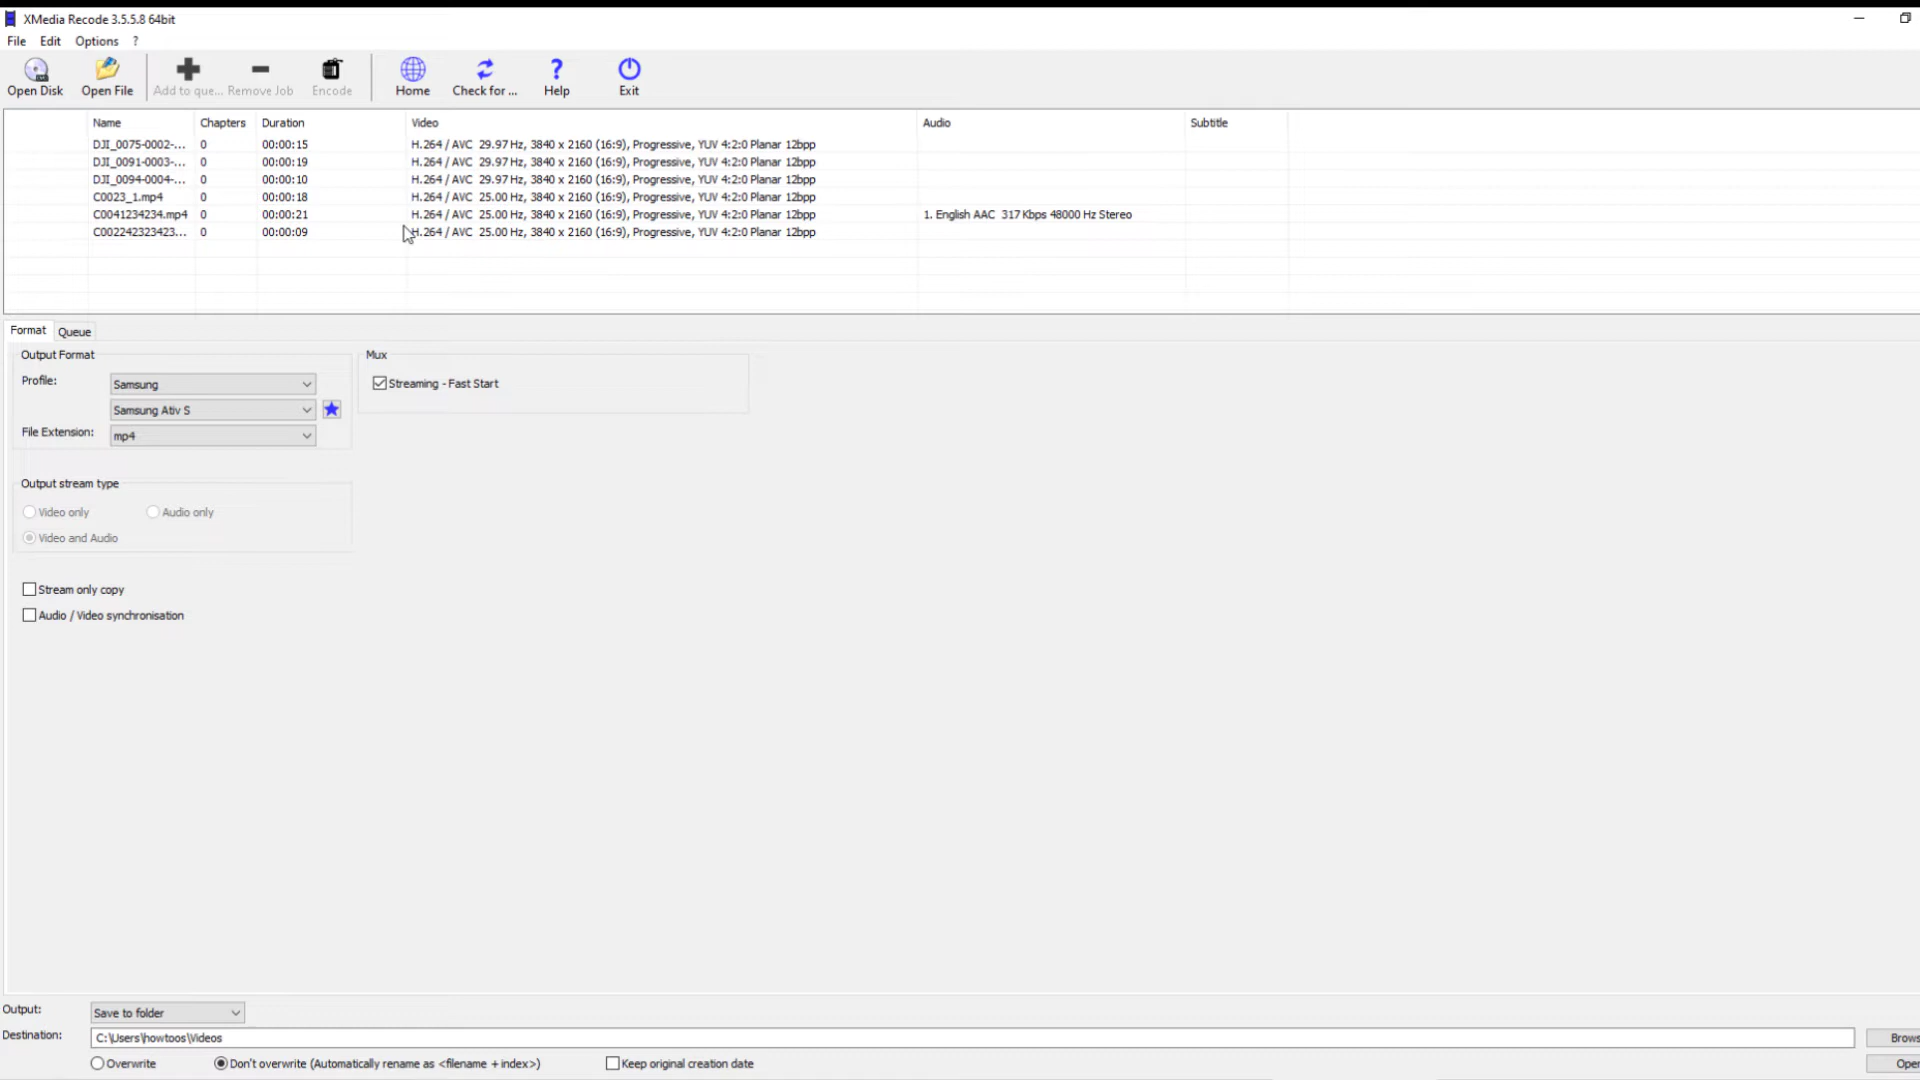 XMedia Recode 3.5.5.8 64bit
File Edit Options ?
Open Disk Open File Add to que... Remove Job Encode Home Check for ... Help Exit
Name Chapters Duration Video Audio Subtitle
DJI_0075-0002-... 0 00:00:15 H.264 / AVC 29.97 Hz, 3840 x 2160 (16:9), Progressive, YUV 4:2:0 Planar 12bpp
DJI_0091-0003-... 0 00:00:19 H.264 / AVC 29.97 Hz, 3840 x 2160 (16:9), Progressive, YUV 4:2:0 Planar 12bpp
DJI_0094-0004-... 0 00:00:10 H.264 / AVC 29.97 Hz, 3840 x 2160 (16:9), Progressive, YUV 4:2:0 Planar 12bpp
C0023_1.mp4 0 00:00:18 H.264 / AVC 25.00 Hz, 3840 x 2160 (16:9), Progressive, YUV 4:2:0 Planar 12bpp
C0041234234.mp4 0 00:00:21 H.264 / AVC 25.00 Hz, 3840 x 2160 (16:9), Progressive, YUV 4:2:0 Planar 12bpp 1. English AAC 317 Kbps 48000 Hz Stereo
C002242323423... 0 00:00:09 H.264 / AVC 25.00 Hz, 3840 x 2160 (16:9), Progressive, YUV 4:2:0 Planar 12bpp
Format Queue
Output Format Mux
Profile: Samsung Streaming - Fast Start
Samsung Ativ S
File Extension: mp4
Output stream type
Video only Audio only
Video and Audio
Stream only copy
Audio / Video synchronisation
Output: Save to folder
Destination: C:\Users\howtoos\Videos Brows
Overwrite Don't overwrite (Automatically rename as <filename + index>) Keep original creation date Open